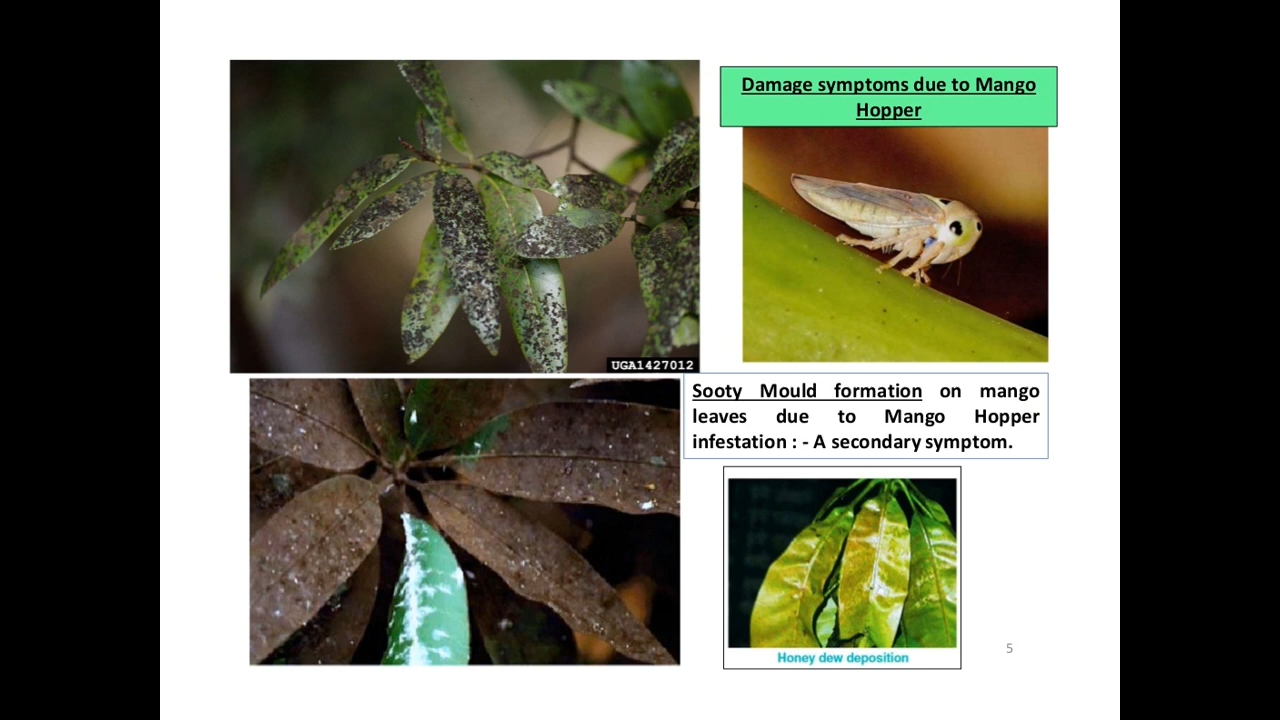 Damage symptoms due to Mango
Hopper
UGA1427012
Sooty Mould formation on mango
leaves due to Mango Hopper
infestation : - A secondary symptom.
Honey dew deposition
5